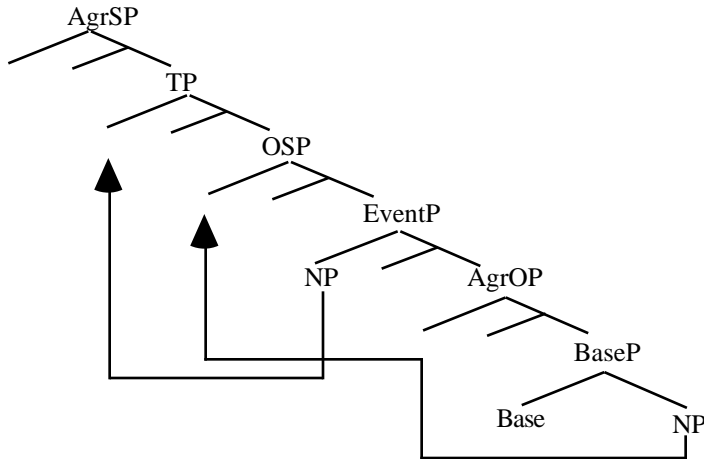 AgrSP
TP
OSP
EventP
NP
AgrOP
BaseP
Base
NP